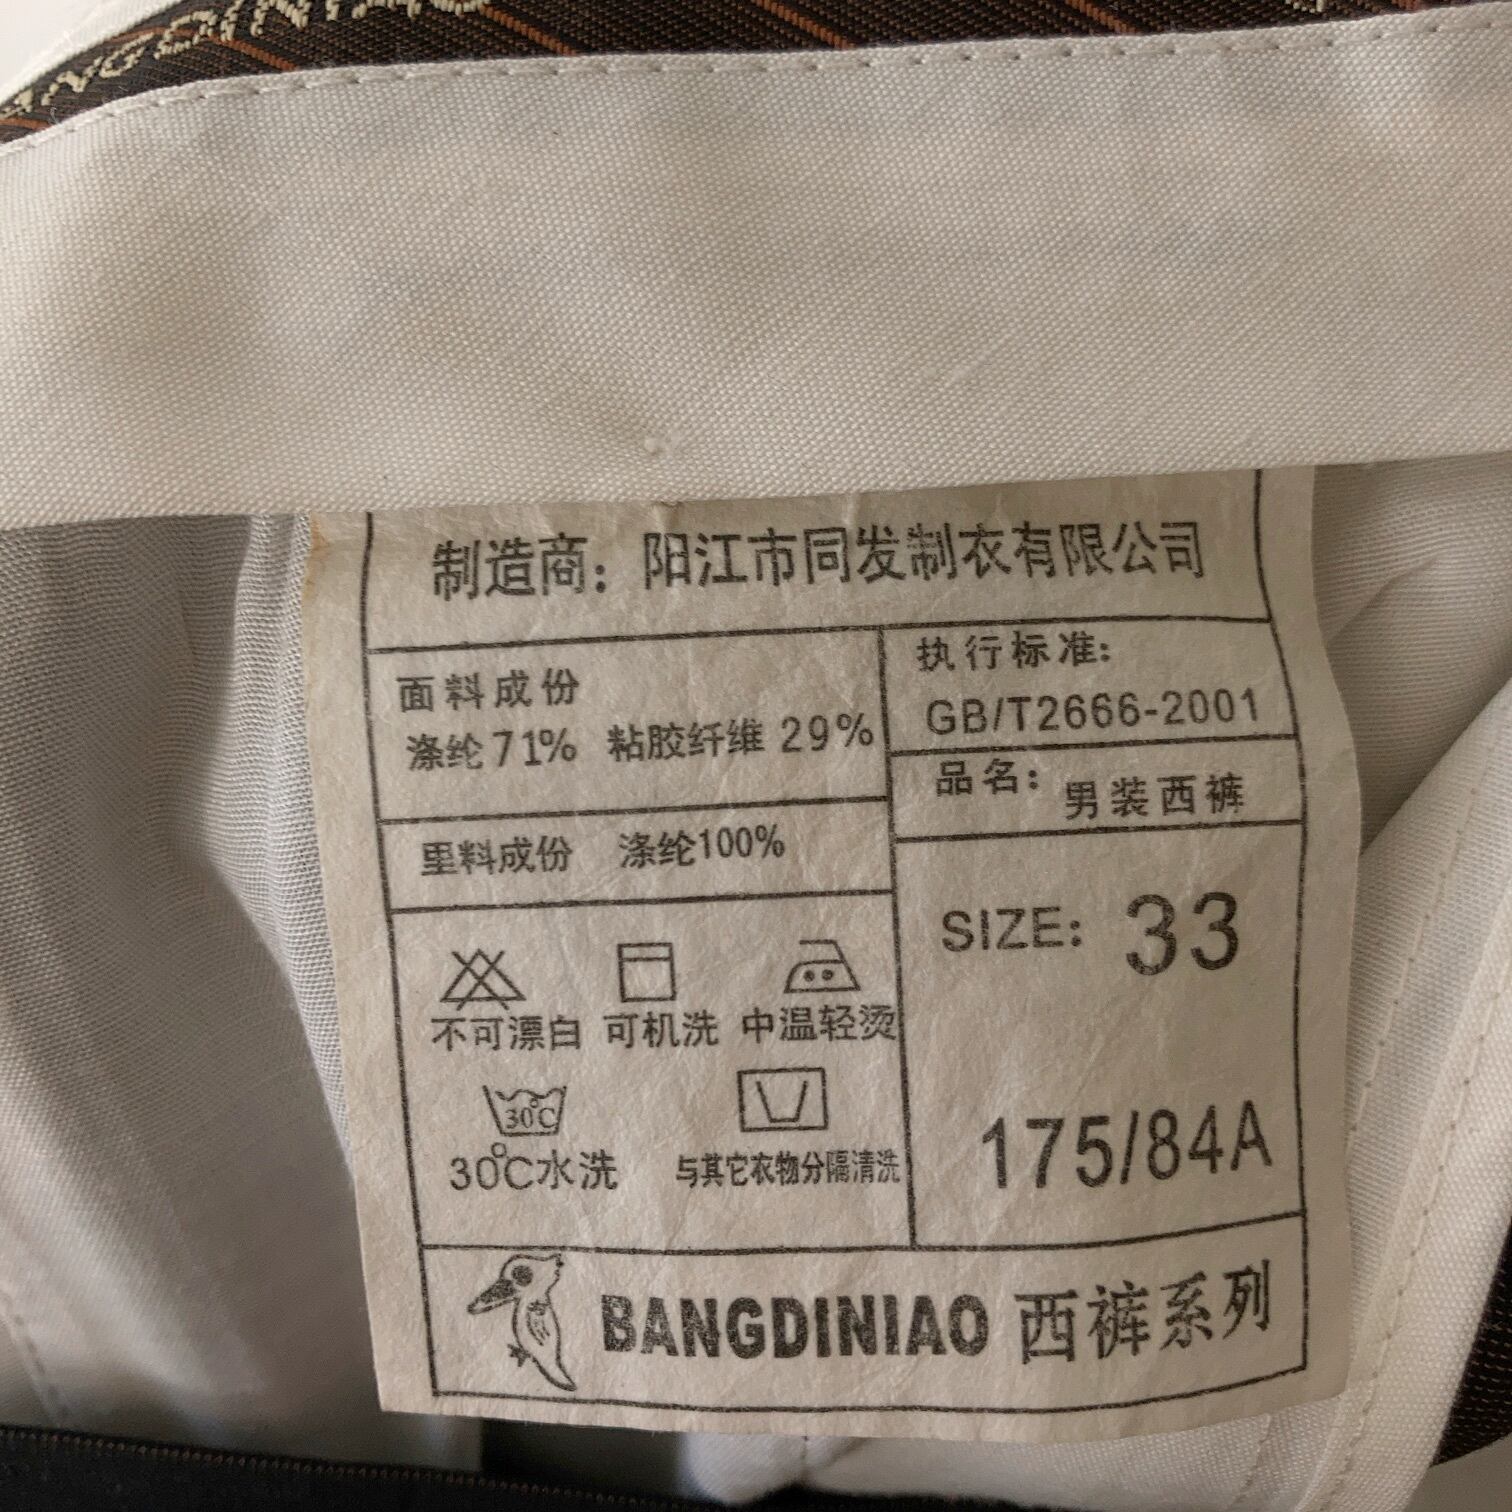 制造商：阳江市同发制衣有限公司
面料成份
涤纶71% 粘胶纤维 29%
里料成份 涤纶100%
执行标准:
GB/T2666-2001
品名: 男装西裤
SIZE: 33
175/84A
不可漂白 可机洗 中温轻烫
30℃
30℃水洗 与其它衣物分隔清洗
BANGDINIAO 西裤系列